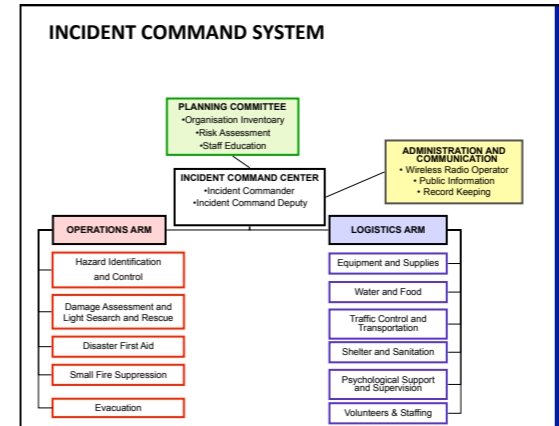 INCIDENT COMMAND SYSTEM
PLANNING COMMITTEE
•Organisation Inventoary
•Risk Assessment
•Staff Education
ADMINISTRATION AND
COMMUNICATION
• Wireless Radio Operator
• Public Information
• Record Keeping
INCIDENT COMMAND CENTER
•Incident Commander
•Incident Command Deputy
OPERATIONS ARM
Hazard Identification
and Control
Damage Assessment and
Light Sesarch and Rescue
Disaster First Aid
Small Fire Suppression
Evacuation
LOGISTICS ARM
Equipment and Supplies
Water and Food
Traffic Control and
Transportation
Shelter and Sanitation
Psychological Support
and Supervision
Volunteers & Staffing